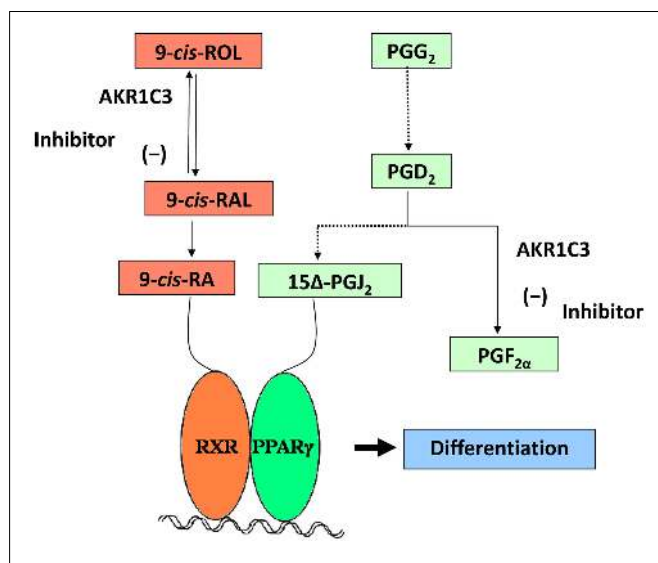 9-cis-ROL
PGG2
AKR1C3
Inhibitor
(−)
PGD2
9-cis-RAL
AKR1C3
9-cis-RA
15Δ-PGJ2
(−)
Inhibitor
PGF2α
RXR
PPARγ
Differentiation